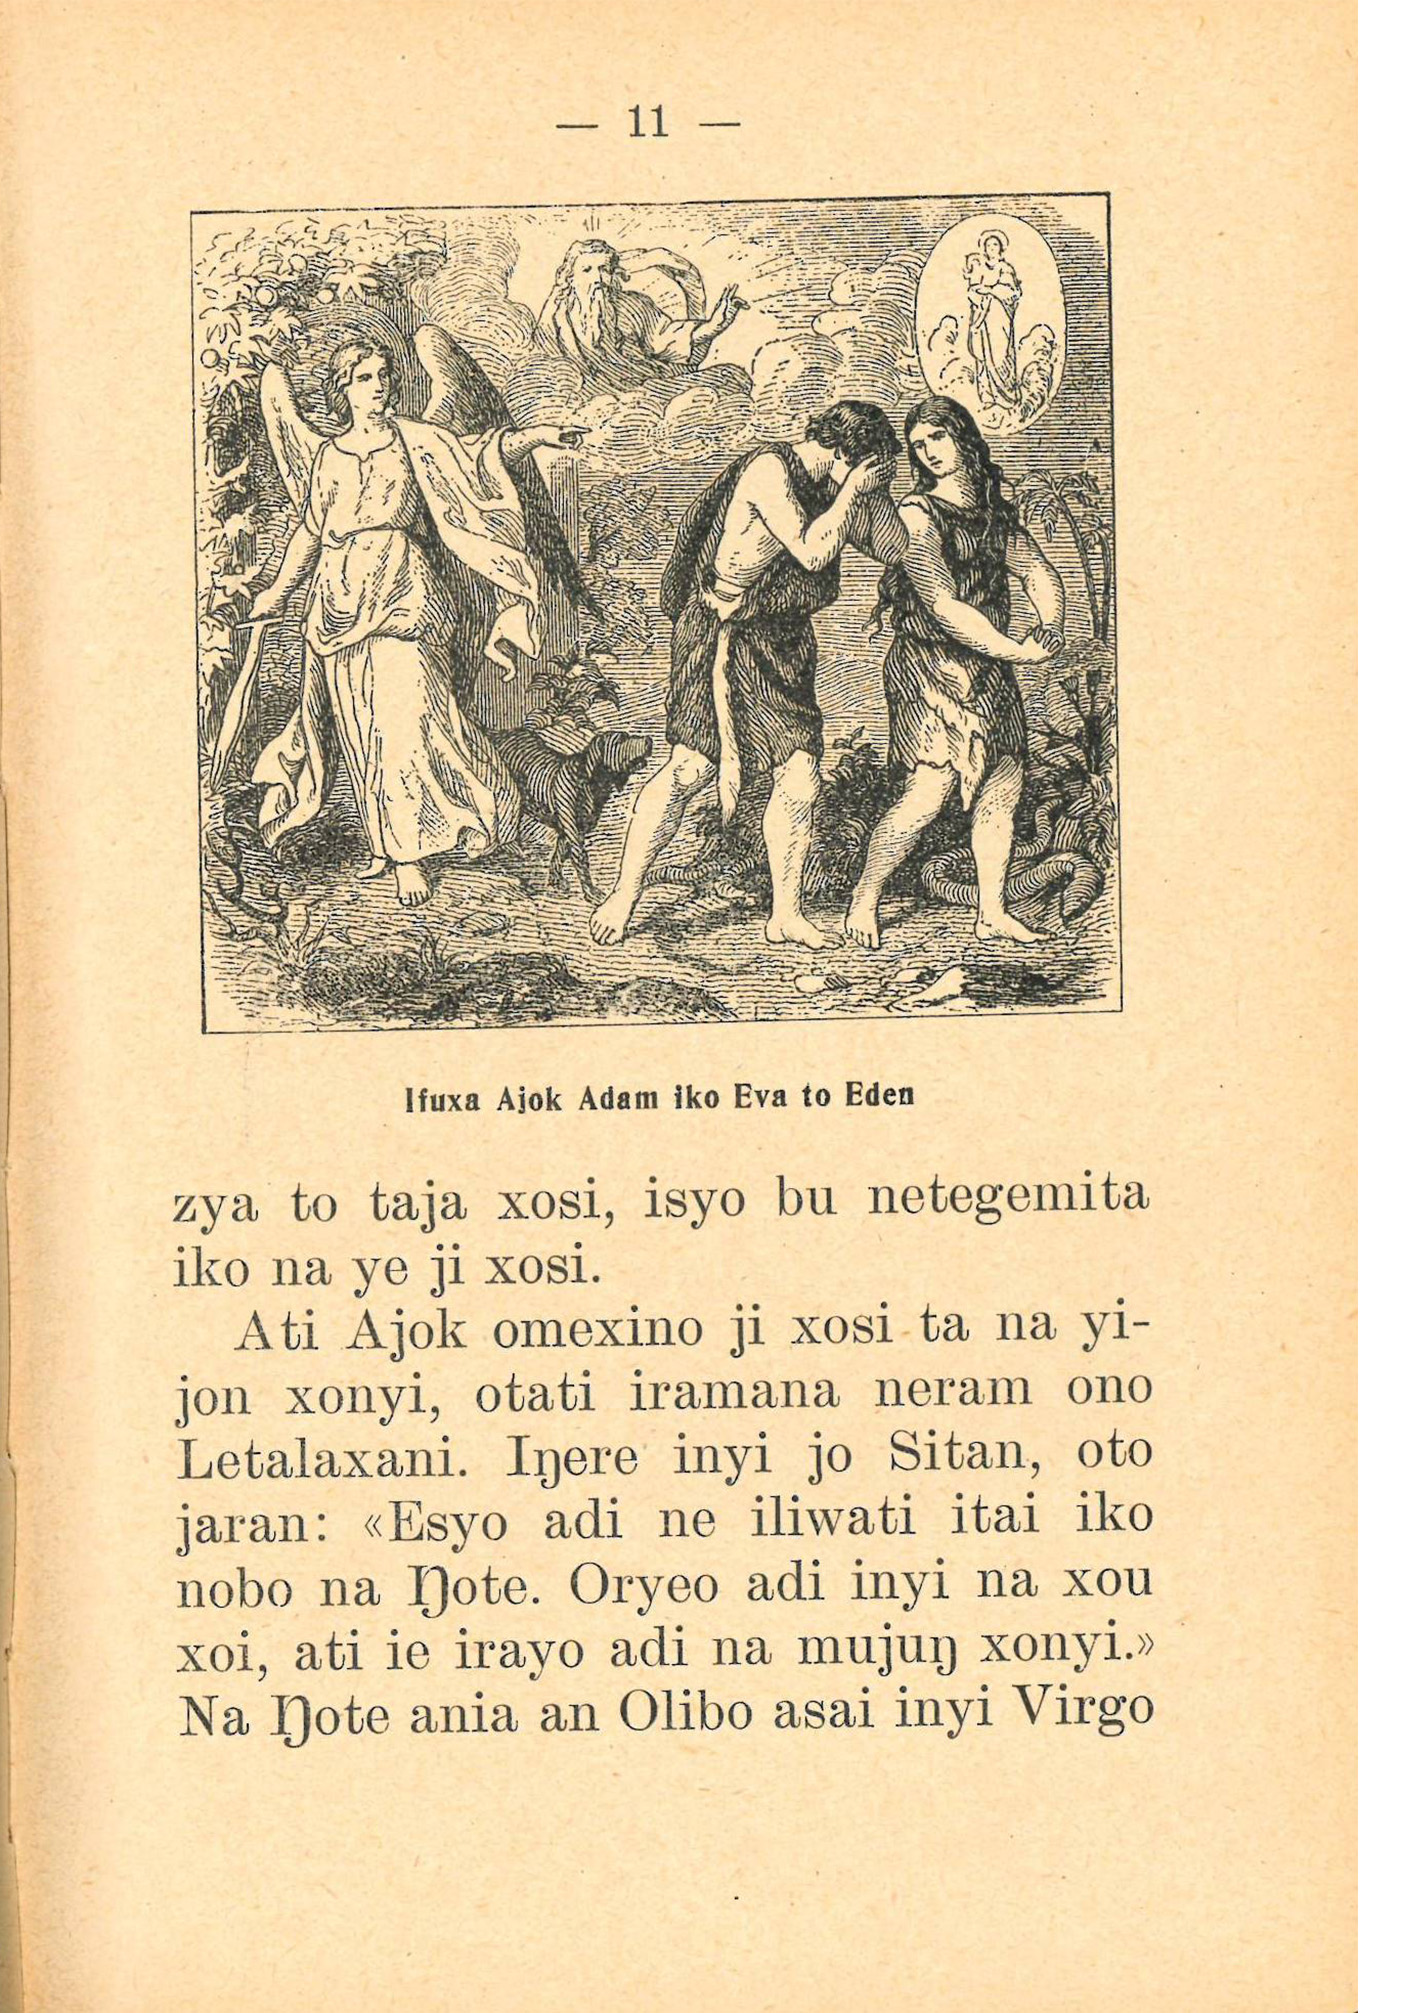 — 11 —
Ifuxa Ajok Adam iko Eva to Eden
zya to taja xosi, isyo bu netegemita
iko na ye ji xosi.
Ati Ajok omexino ji xosi ta na yi-
jon xonyi, otati iramana neram ono
Letalaxani. Iŋere inyi jo Sitan, oto
jaran: «Esyo adi ne iliwati itai iko
nobo na Ŋote. Oryeo adi inyi na xou
xoi, ati ie irayo adi na mujuŋ xonyi.»
Na Ŋote ania an Olibo asai inyi Virgo